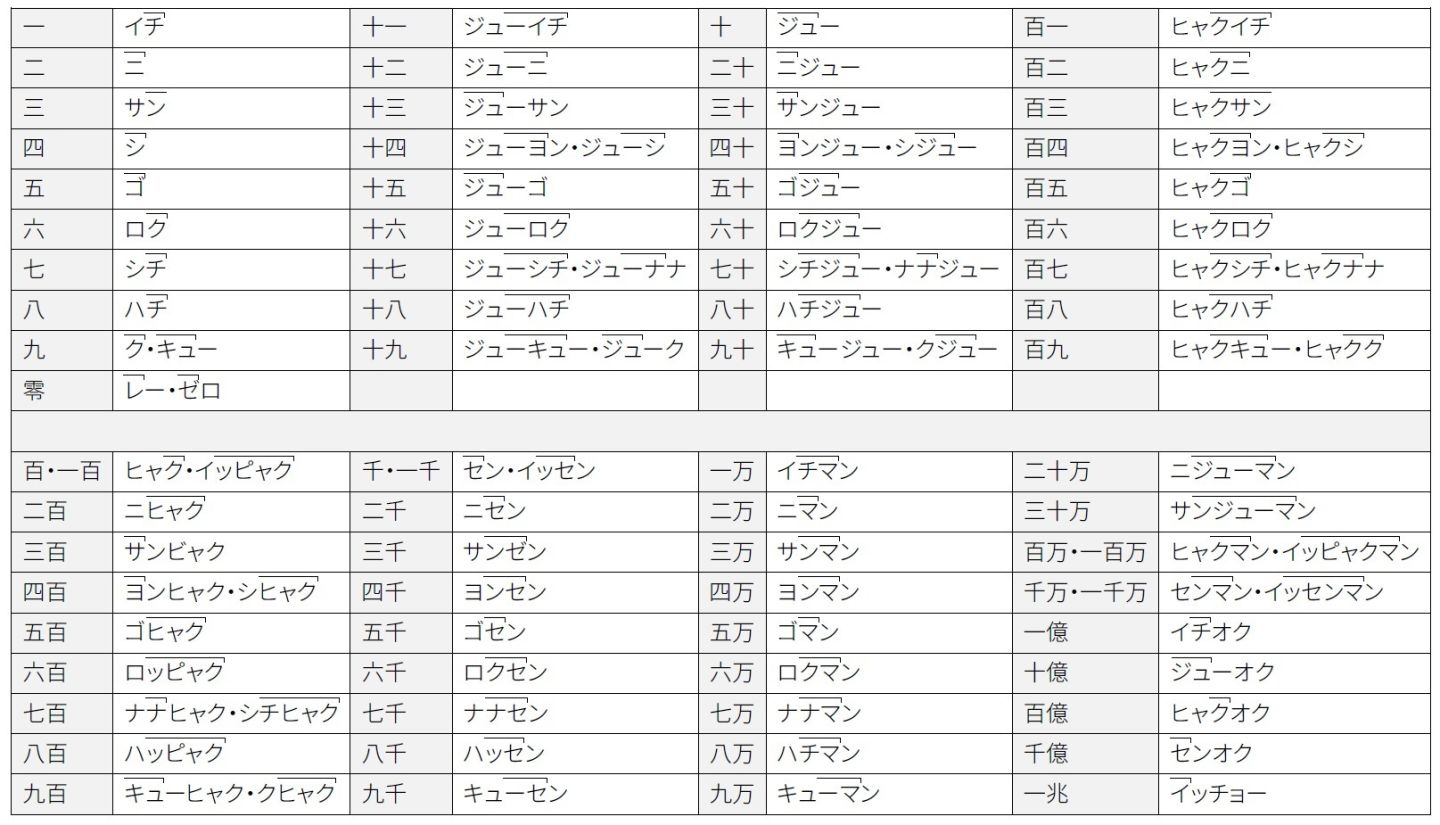 一 イチ 十一 ジューイチ 十 ジュー 百一 ヒャクイチ
二 ニ 十二 ジューニ 二十 ニジュー 百二 ヒャクニ
三 サン 十三 ジューサン 三十 サンジュー 百三 ヒャクサン
四 シ 十四 ジューヨン・ジューシ 四十 ヨンジュー・シジュー 百四 ヒャクヨン・ヒャクシ
五 ゴ 十五 ジューゴ 五十 ゴジュー 百五 ヒャクゴ
六 ロク 十六 ジューロク 六十 ロクジュー 百六 ヒャクロク
七 シチ 十七 ジューシチ・ジューナナ 七十 シチジュー・ナナジュー 百七 ヒャクシチ・ヒャクナナ
八 ハチ 十八 ジューハチ 八十 ハチジュー 百八 ヒャクハチ
九 ク・キュー 十九 ジューキュー・ジューク 九十 キュージュー・クジュー 百九 ヒャクキュー・ヒャクク
零 レー・ゼロ
百・一百 ヒャク・イッピャク 千・一千 セン・イッセン 一万 イチマン 二十万 ニジューマン
二百 ニヒャク 二千 ニセン 二万 ニマン 三十万 サンジューマン
三百 サンビャク 三千 サンゼン 三万 サンマン 百万・一百万 ヒャクマン・イッピャクマン
四百 ヨンヒャク・シヒャク 四千 ヨンセン 四万 ヨンマン 千万・一千万 センマン・イッセンマン
五百 ゴヒャク 五千 ゴセン 五万 ゴマン 一億 イチオク
六百 ロッピャク 六千 ロクセン 六万 ロクマン 十億 ジューオク
七百 ナナヒャク・シチヒャク 七千 ナナセン 七万 ナナマン 百億 ヒャクオク
八百 ハッピャク 八千 ハッセン 八万 ハチマン 千億 センオク
九百 キューヒャク・クヒャク 九千 キューセン 九万 キューマン 一兆 イッチョー